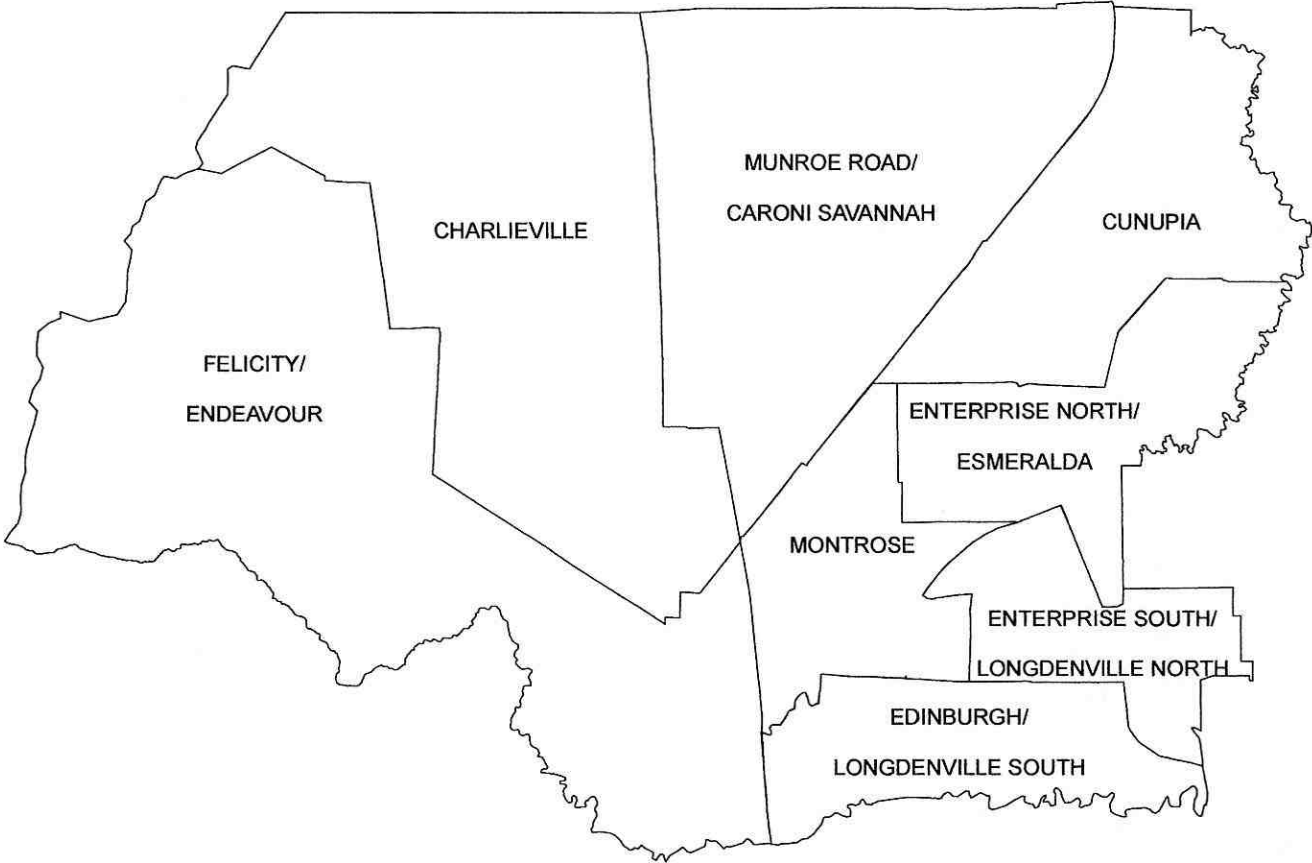 MUNROE ROAD/
CARONI SAVANNAH
CHARLIEVILLE
CUNUPIA
FELICITY/
ENDEAVOUR
ENTERPRISE NORTH/
ESMERALDA
MONTROSE
ENTERPRISE SOUTH/
LONGDENVILLE NORTH
EDINBURGH/
LONGDENVILLE SOUTH